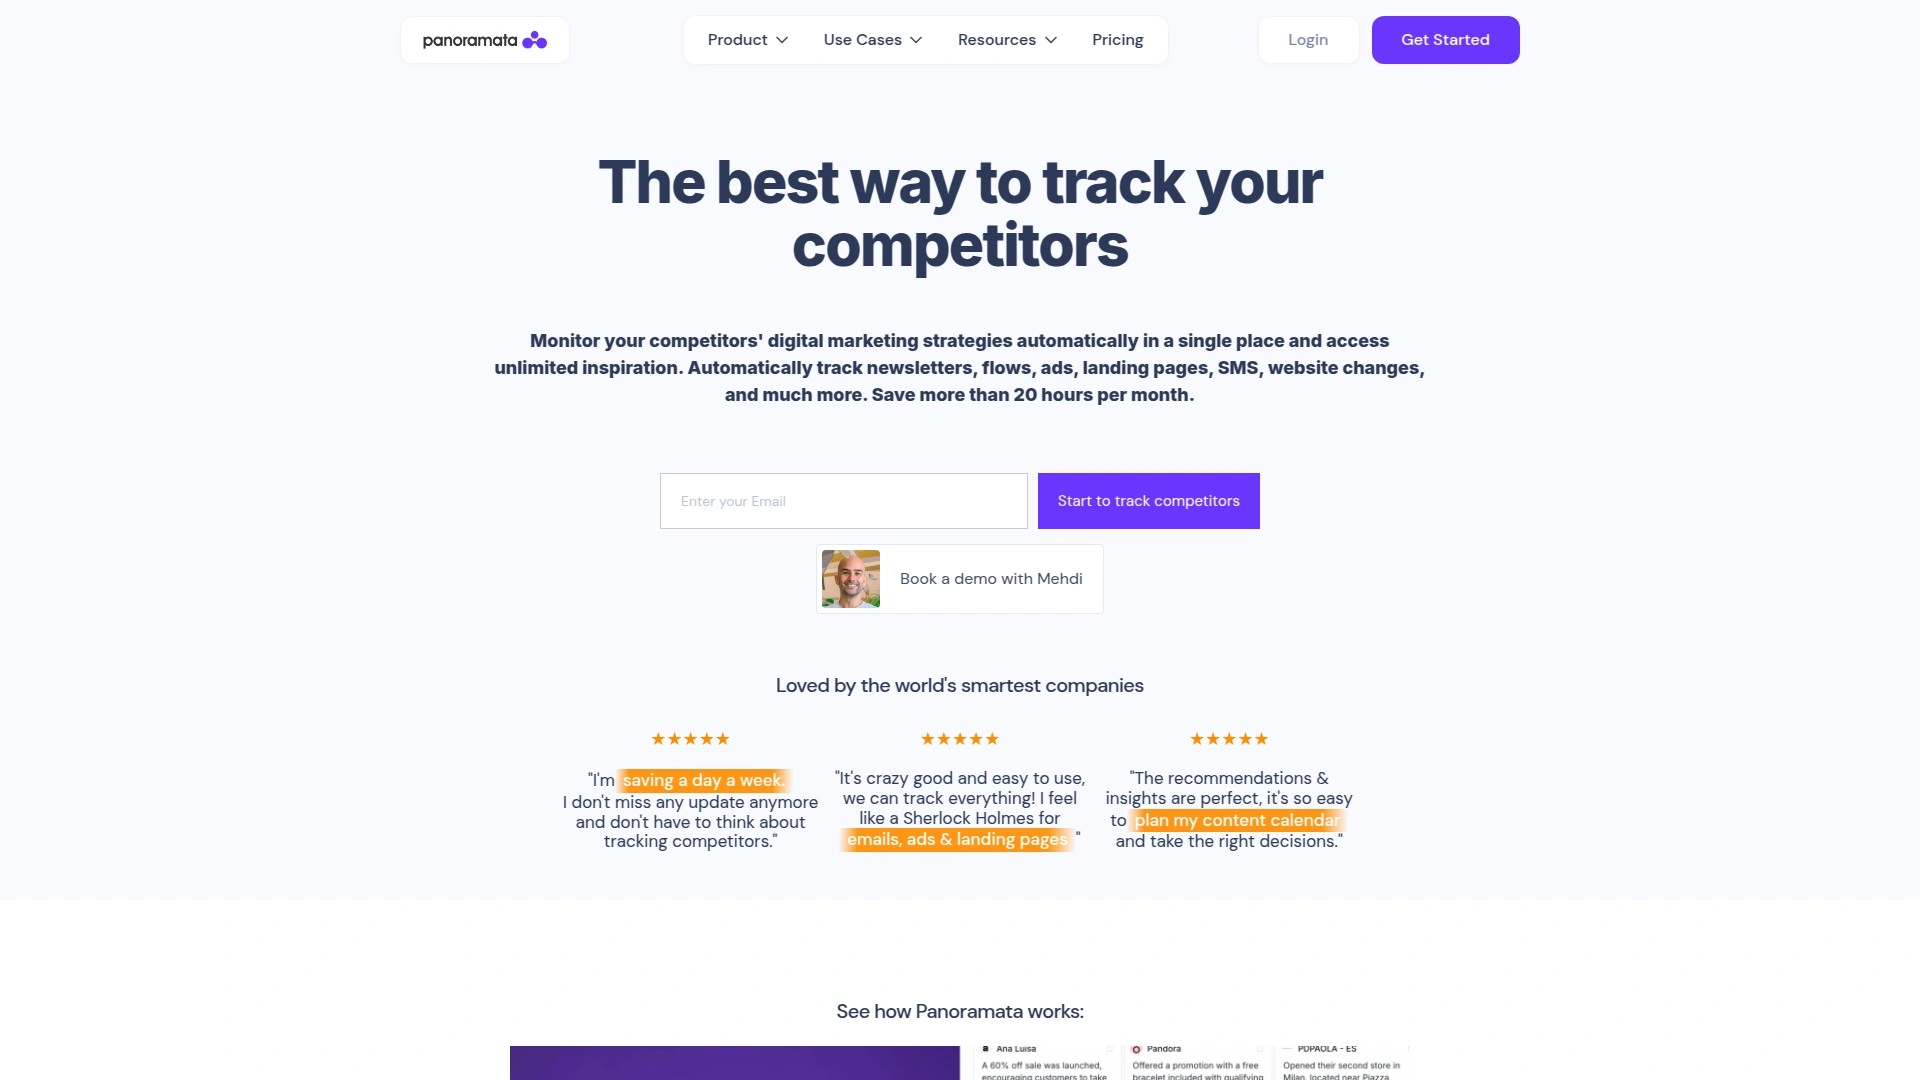 panoramata
Product
Use Cases
Resources
Pricing
Login
Get Started
The best way to track your
competitors
Monitor your competitors' digital marketing strategies automatically in a single place and access
unlimited inspiration. Automatically track newsletters, flows, ads, landing pages, SMS, website changes,
and much more. Save more than 20 hours per month.
Enter your Email
Start to track competitors
Book a demo with Mehdi
Loved by the world's smartest companies
"I'm saving a day a week.
I don't miss any update anymore
and don't have to think about
tracking competitors."
"It's crazy good and easy to use,
we can track everything! I feel
like a Sherlock Holmes for
emails, ads & landing pages "
"The recommendations &
insights are perfect, it's so easy
to plan my content calendar
and take the right decisions."
See how Panoramata works:
a Ana Luisa
A 60% off sale was launched,
encouraging customers to take
Pandora
Offered a promotion with a free
bracelet included with qualifying
PDPAOLA - ES
Opened their second store in
Milan, located near Piazza